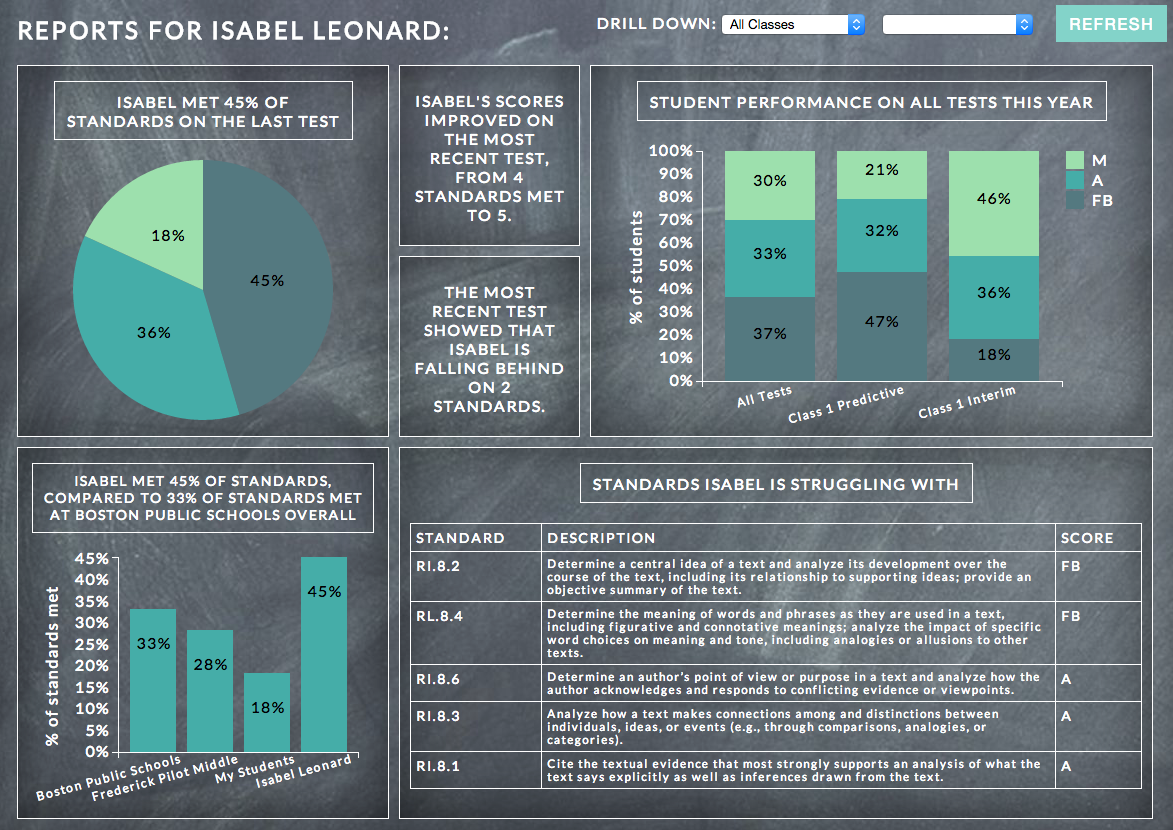 REPORTS FOR ISABEL LEONARD:
DRILL DOWN:
All Classes
REFRESH
ISABEL MET 45% OF
STANDARDS ON THE LAST TEST
18%
45%
36%
ISABEL'S SCORES
IMPROVED ON
THE MOST
RECENT TEST,
FROM 4
STANDARDS MET
TO 5.
THE MOST
RECENT TEST
SHOWED THAT
ISABEL IS
FALLING BEHIND
ON 2
STANDARDS.
STUDENT PERFORMANCE ON ALL TESTS THIS YEAR
% of students
100%
90%
80%
70%
60%
50%
40%
30%
20%
10%
0%
30%
33%
37%
21%
32%
47%
46%
36%
18%
All Tests
Class 1 Predictive
Class 1 Interim
M
A
FB
ISABEL MET 45% OF STANDARDS,
COMPARED TO 33% OF STANDARDS MET
AT BOSTON PUBLIC SCHOOLS OVERALL
% of standards met
45%
40%
35%
30%
25%
20%
15%
10%
5%
0%
33%
28%
18%
45%
Boston Public Schools
Frederick Pilot Middle
My Students
Isabel Leonard
STANDARDS ISABEL IS STRUGGLING WITH
STANDARD DESCRIPTION SCORE
RI.8.2 Determine a central idea of a text and analyze its development over the FB
course of the text, including its relationship to supporting ideas; provide an
objective summary of the text.
RL.8.4 Determine the meaning of words and phrases as they are used in a text, FB
including figurative and connotative meanings; analyze the impact of specific
word choices on meaning and tone, including analogies or allusions to other
texts.
RI.8.6 Determine an author's point of view or purpose in a text and analyze how the A
author acknowledges and responds to conflicting evidence or viewpoints.
RI.8.3 Analyze how a text makes connections among and distinctions between A
individuals, ideas, or events (e.g., through comparisons, analogies, or
categories).
RI.8.1 Cite the textual evidence that most strongly supports an analysis of what the A
text says explicitly as well as inferences drawn from the text.